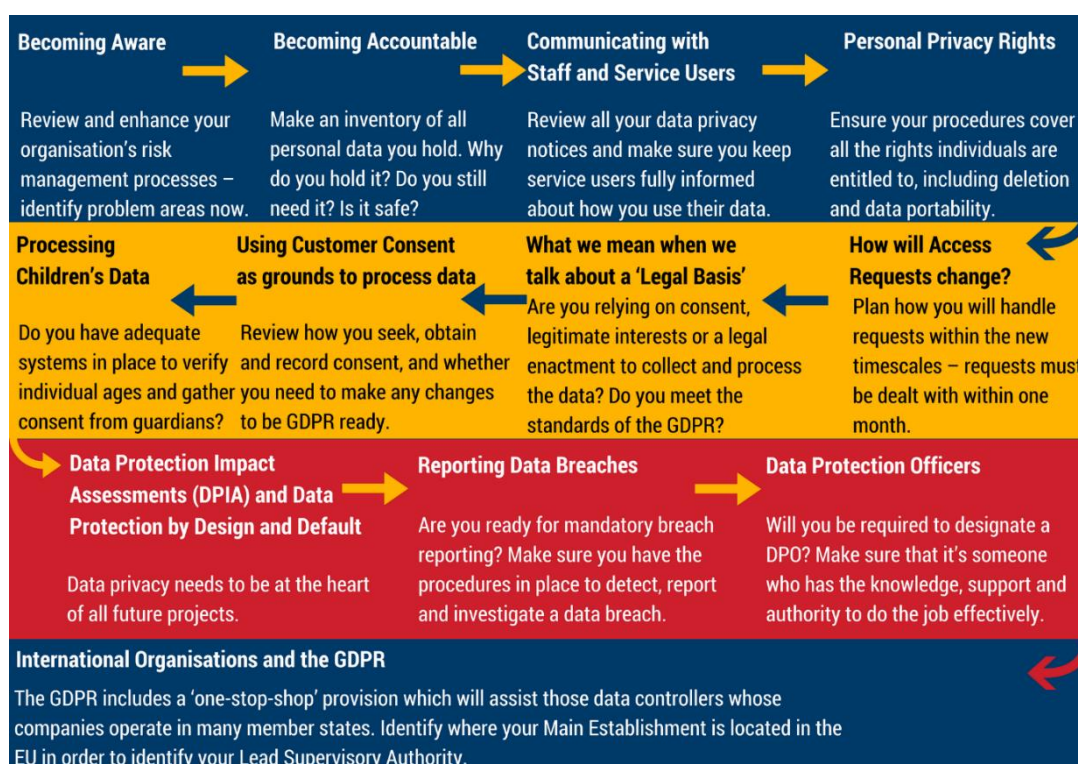 Becoming Aware
Review and enhance your
organisation's risk
management processes –
identify problem areas now.
Becoming Accountable
Make an inventory of all
personal data you hold. Why
do you hold it? Do you still
need it? Is it safe?
Communicating with
Staff and Service Users
Review all your data privacy
notices and make sure you keep
service users fully informed
about how you use their data.
Personal Privacy Rights
Ensure your procedures cover
all the rights individuals are
entitled to, including deletion
and data portability.
How will Access
Requests change?
Plan how you will handle
requests within the new
timescales – requests must
be dealt with within one
month.
What we mean when we
talk about a 'Legal Basis'
Are you relying on consent,
legitimate interests or a legal
enactment to collect and process
the data? Do you meet the
standards of the GDPR?
Using Customer Consent
as grounds to process data
Review how you seek, obtain
and record consent, and whether
you need to make any changes
to be GDPR ready.
Processing
Children's Data
Do you have adequate
systems in place to verify
individual ages and gather
consent from guardians?
Data Protection Impact
Assessments (DPIA) and Data
Protection by Design and Default
Data privacy needs to be at the heart
of all future projects.
Reporting Data Breaches
Are you ready for mandatory breach
reporting? Make sure you have the
procedures in place to detect, report
and investigate a data breach.
Data Protection Officers
Will you be required to designate a
DPO? Make sure that it's someone
who has the knowledge, support and
authority to do the job effectively.
International Organisations and the GDPR
The GDPR includes a 'one-stop-shop' provision which will assist those data controllers whose
companies operate in many member states. Identify where your Main Establishment is located in the
EU in order to identify your Lead Supervisory Authority.